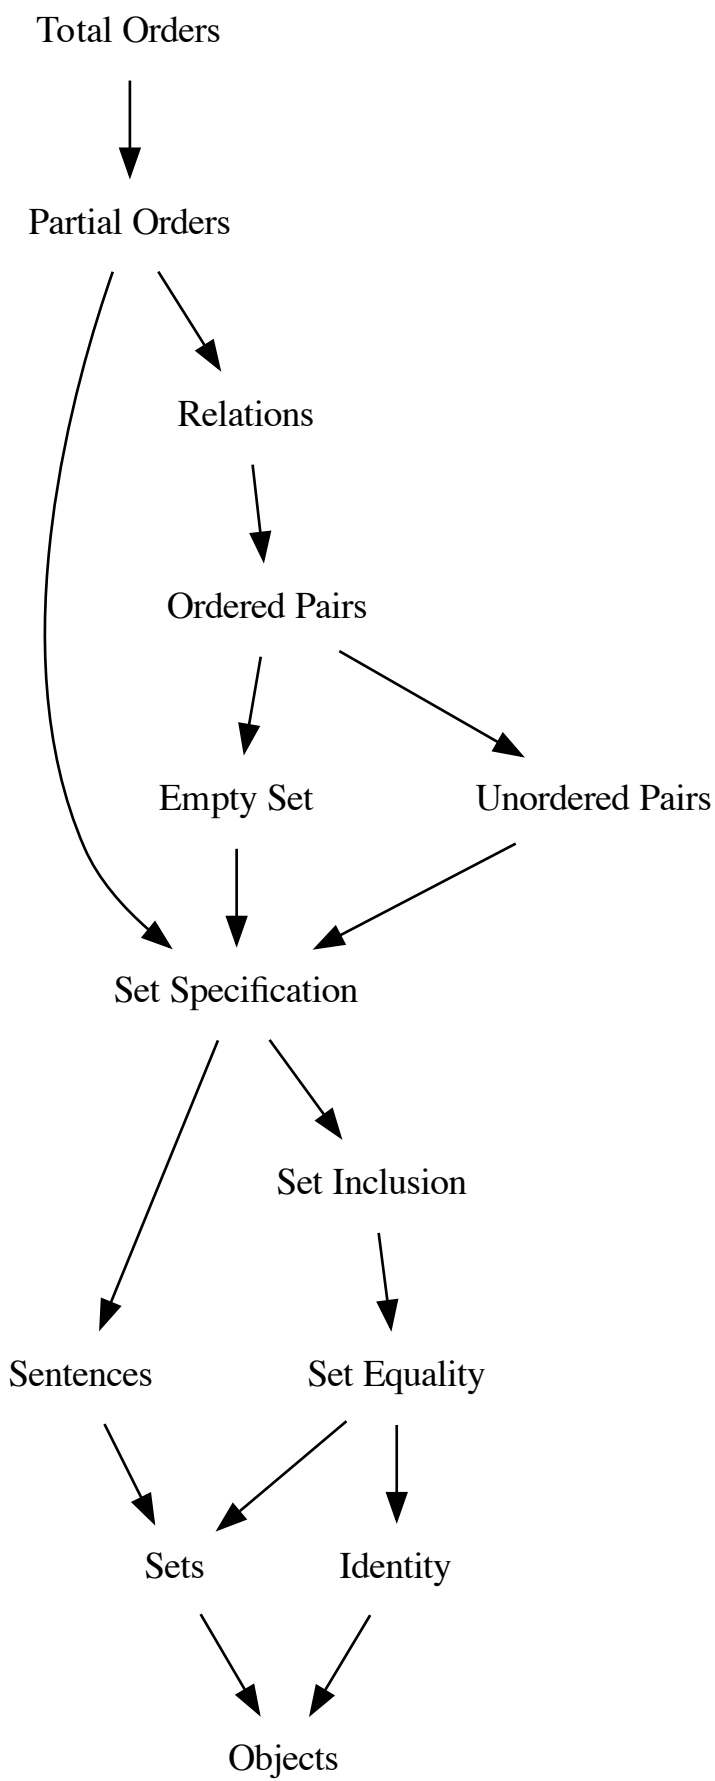 Total Orders
Partial Orders
Relations
Ordered Pairs
Empty Set
Unordered Pairs
Set Specification
Set Inclusion
Sentences
Set Equality
Sets
Identity
Objects